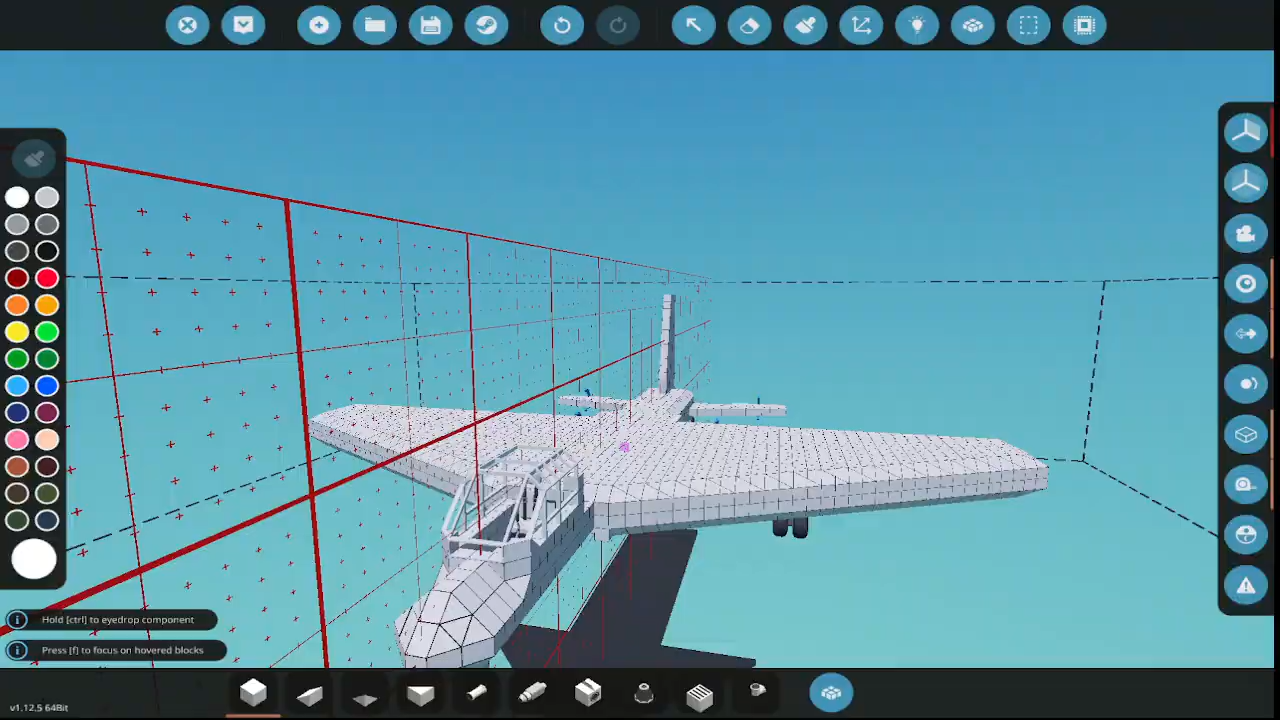 Hold [ctrl] to eyedrop component
Press [f] to focus on hovered blocks
v1.12.5 64Bit